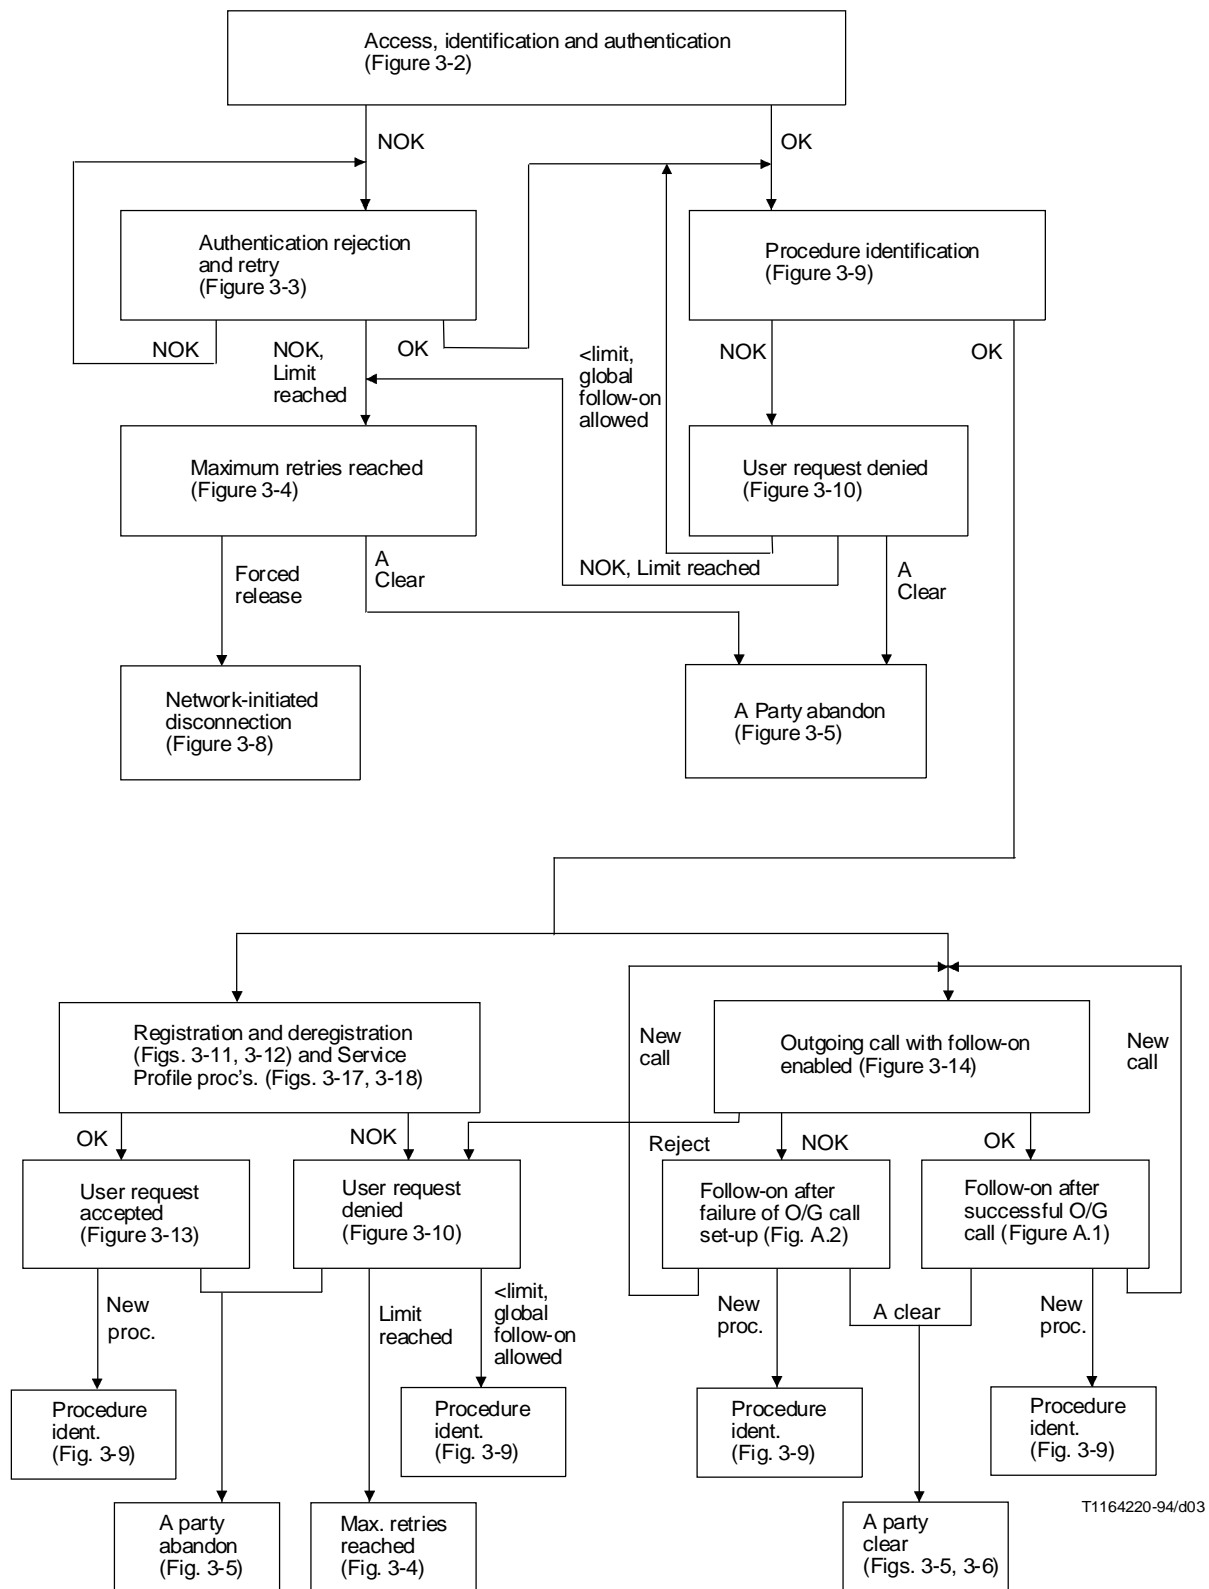 Access, identification and authentication
(Figure 3-2)
NOK
OK
Authentication rejection
and retry
(Figure 3-3)
Procedure identification
(Figure 3-9)
NOK
NOK,
Limit
reached
OK
<limit,
global
follow-on
allowed
NOK
OK
Maximum retries reached
(Figure 3-4)
User request denied
(Figure 3-10)
Forced
release
A
Clear
NOK, Limit reached
A
Clear
Network-initiated
disconnection
(Figure 3-8)
A Party abandon
(Figure 3-5)
Registration and deregistration
(Figs. 3-11, 3-12) and Service
Profile proc's. (Figs. 3-17, 3-18)
New
call
Outgoing call with follow-on
enabled (Figure 3-14)
New
call
OK
NOK
Reject
NOK
OK
User request
accepted
(Figure 3-13)
User request
denied
(Figure 3-10)
Follow-on after
failure of O/G call
set-up (Fig. A.2)
Follow-on after
successful O/G
call (Figure A.1)
New
proc.
Limit
reached
<limit,
global
follow-on
allowed
New
proc.
A clear
New
proc.
Procedure
ident.
(Fig. 3-9)
Procedure
ident.
(Fig. 3-9)
Procedure
ident.
(Fig. 3-9)
Procedure
ident.
(Fig. 3-9)
A party
abandon
(Fig. 3-5)
Max. retries
reached
(Fig. 3-4)
A party
clear
(Figs. 3-5, 3-6)
T1164220-94/d03